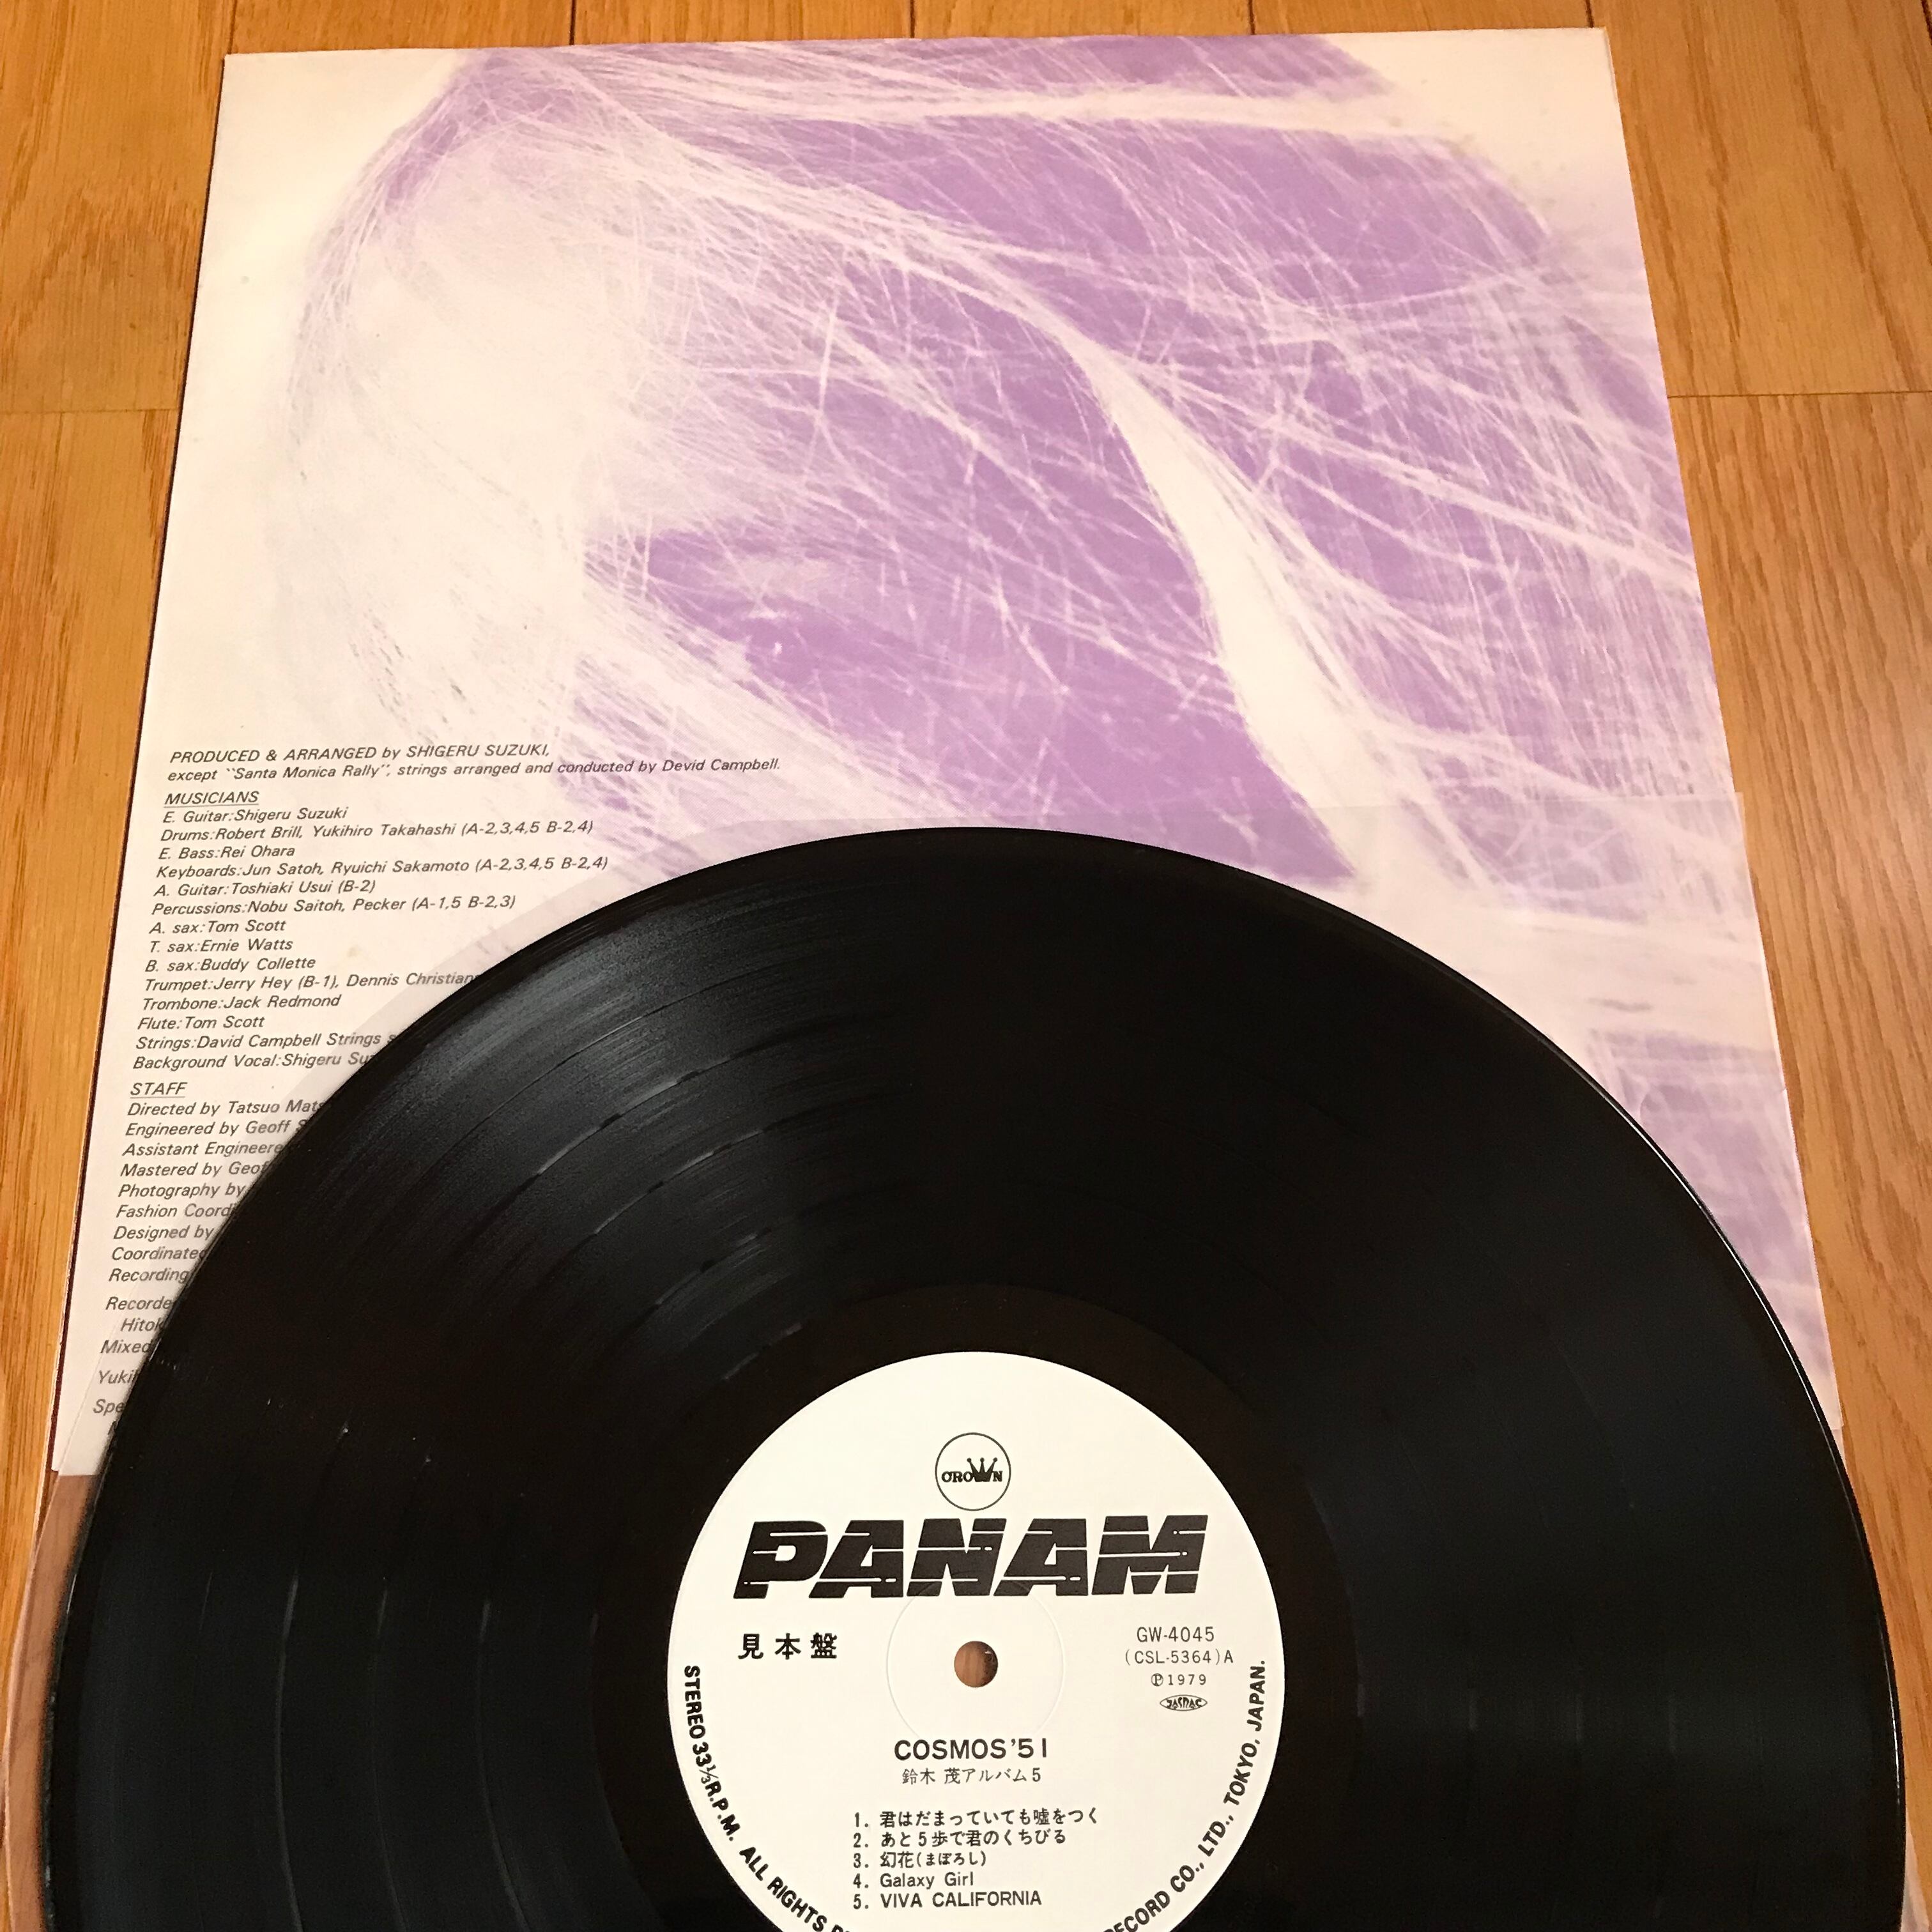 PRODUCED & ARRANGED by SHIGERU SUZUKI,
except ``Santa Monica Rally´´, strings arranged and conducted by Devid Campbell.
MUSICIANS
E. Guitar:Shigeru Suzuki
Drums:Robert Brill, Yukihiro Takahashi (A-2,3,4,5 B-2,4)
E. Bass:Rei Ohara
Keyboards:Jun Satoh, Ryuichi Sakamoto (A-2,3,4,5 B-2,4)
A. Guitar:Toshiaki Usui (B-2)
Percussions:Nobu Saitoh, Pecker (A-1,5 B-2,3)
A. sax:Tom Scott
T. sax:Ernie Watts
B. sax:Buddy Collette
Trumpet:Jerry Hey (B-1), Dennis Christian
Trombone:Jack Redmond
Flute:Tom Scott
Strings:David Campbell Strings
Background Vocal:Shigeru
STAFF
Directed by Tatsuo
Engineered by Geoff
Assistant Engineere
Mastered by
Photography by
Fashion
Designed by
Coordinated
Recording
Recorde
Hitok
Mixed
Yuki
Spe
CROWN
PANAM
見本盤
GW-4045
(CSL-5364)A
Ⓟ1979
JASRAC
COSMOS'51
鈴木 茂アルバム5
1. 君はだまっていても嘘をつく
2. あと5歩で君のくちびる
3. 幻花(まぼろし)
4. Galaxy Girl
5. VIVA CALIFORNIA
STEREO 33⅓R.P.M. ALL RIGHTS
RECORD CO., LTD., TOKYO, JAPAN.